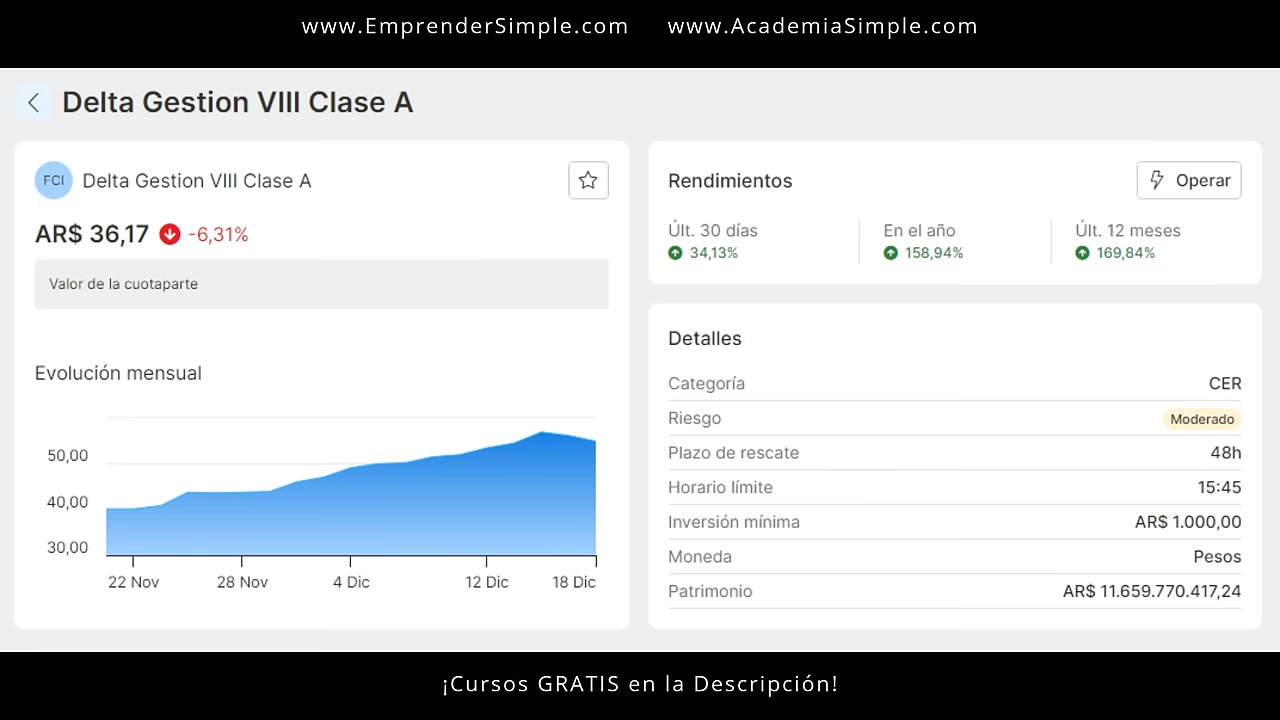 www.EmprenderSimple.com www.AcademiaSimple.com
Delta Gestion VIII Clase A
FCI Delta Gestion VIII Clase A
AR$ 36,17 -6,31%
Valor de la cuotaparte
Evolución mensual
50,00
40,00
30,00
22 Nov 28 Nov 4 Dic 12 Dic 18 Dic
Rendimientos Operar
Últ. 30 días En el año Últ. 12 meses
34,13% 158,94% 169,84%
Detalles
Categoría CER
Riesgo Moderado
Plazo de rescate 48h
Horario límite 15:45
Inversión mínima AR$ 1.000,00
Moneda Pesos
Patrimonio AR$ 11.659.770.417,24
¡Cursos GRATIS en la Descripción!